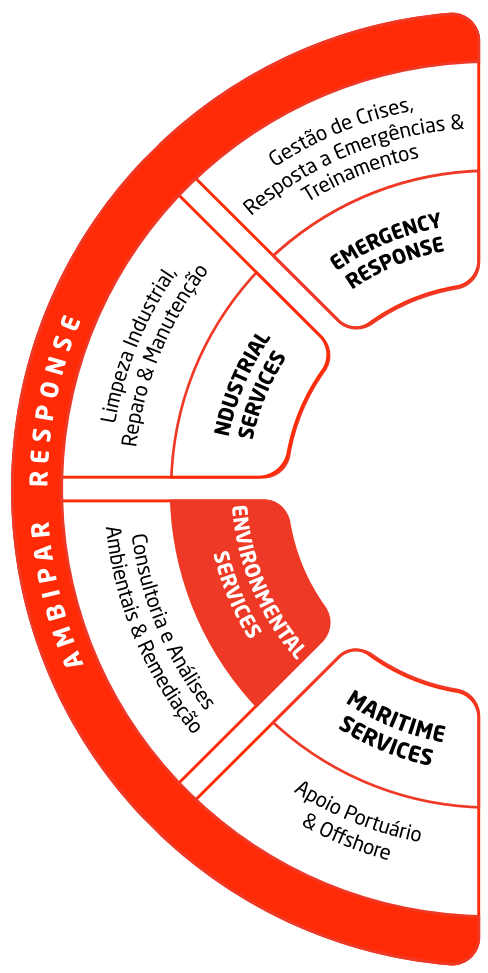 AMBIPAR RESPONSE
Gestão de Crises,
Resposta a Emergências &
Treinamentos
EMERGENCY
RESPONSE
Limpeza Industrial,
Reparo & Manutenção
NDUSTRIAL
SERVICES
ENVIRONMENTAL
SERVICES
Consultoria e Análises
Ambientais & Remediação
MARITIME
SERVICES
Apoio Portuário
& Offshore